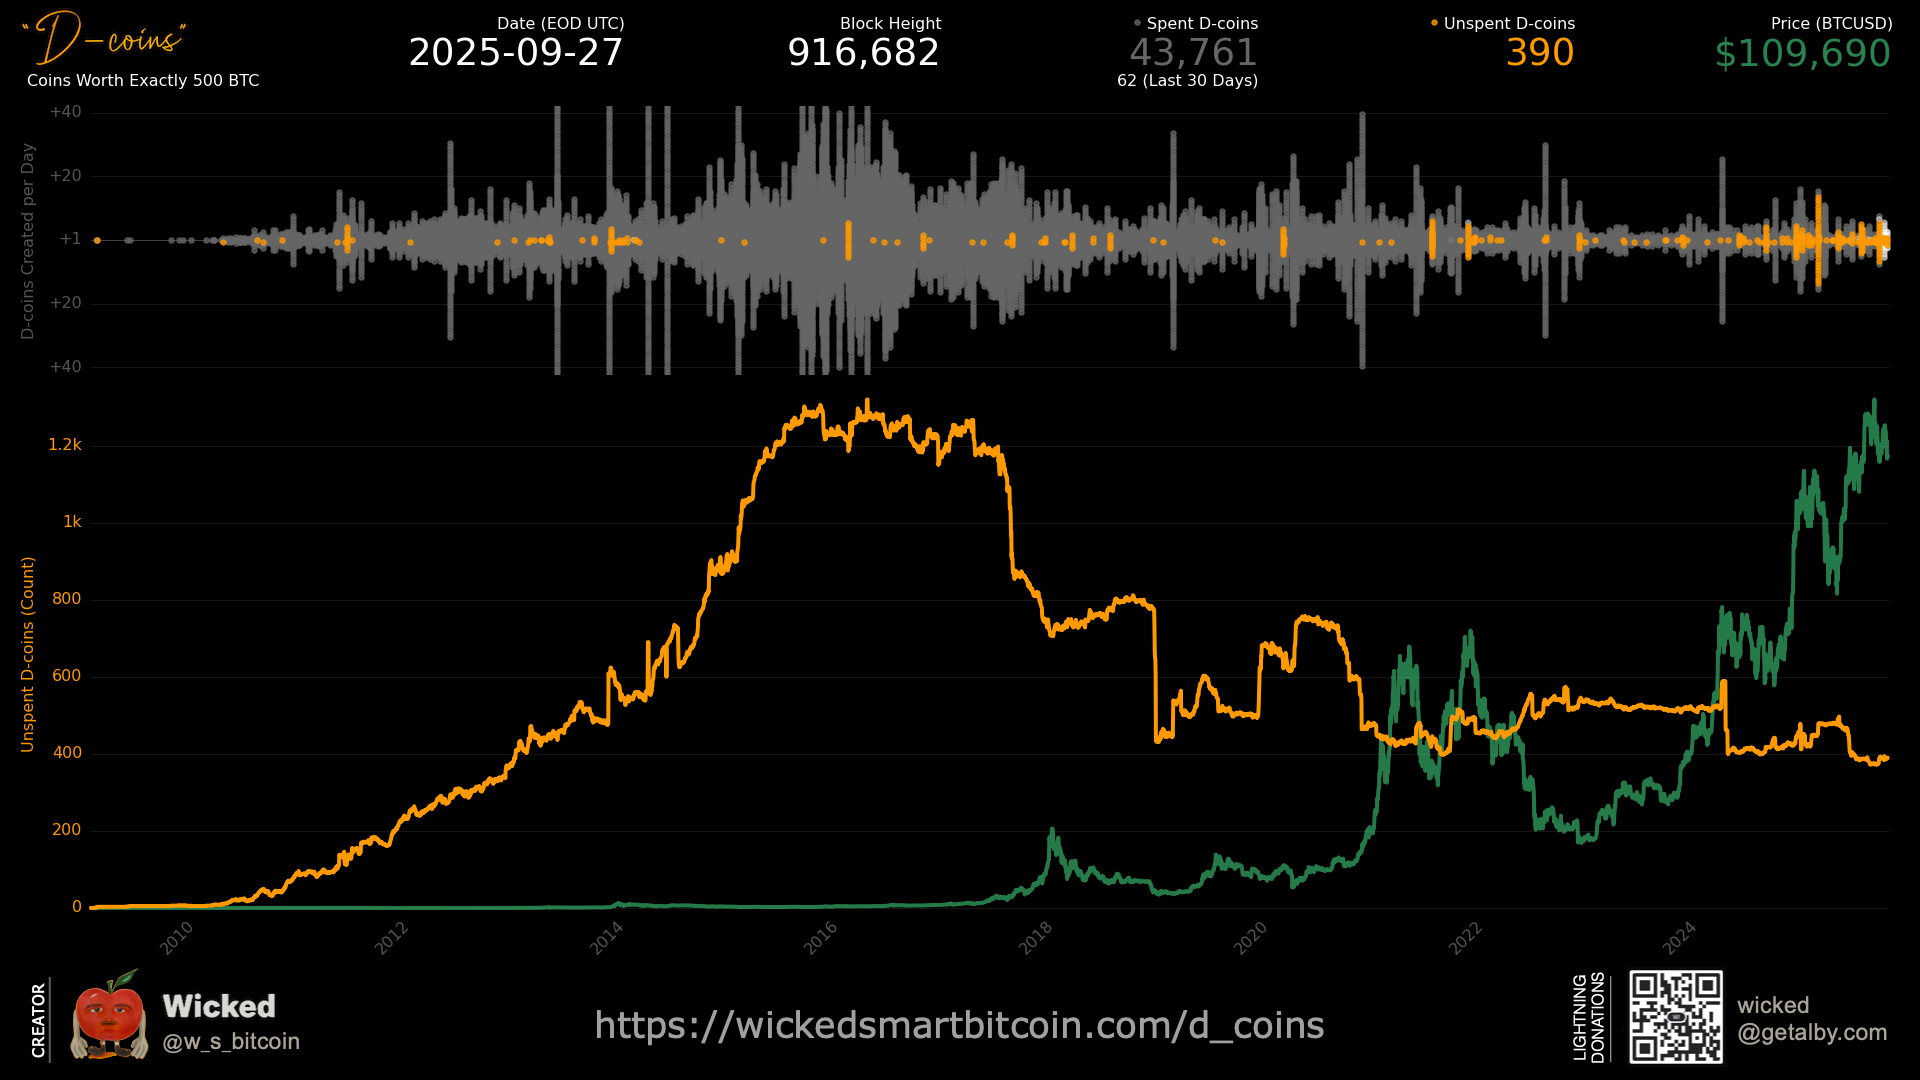 "D-coins"
Coins Worth Exactly 500 BTC
Date (EOD UTC)
2025-09-27
Block Height
916,682
Spent D-coins
43,761
62 (Last 30 Days)
Unspent D-coins
390
Price (BTCUSD)
$109,690
D-coins Created per Day
+40
+20
+1
+20
+40
Unspent D-coins (Count)
1.2k
1k
800
600
400
200
0
2010
2012
2014
2016
2018
2020
2022
2024
CREATOR
Wicked
@w_s_bitcoin
https://wickedsmartbitcoin.com/d_coins
LIGHTNING
DONATIONS
wicked
@getalby.com